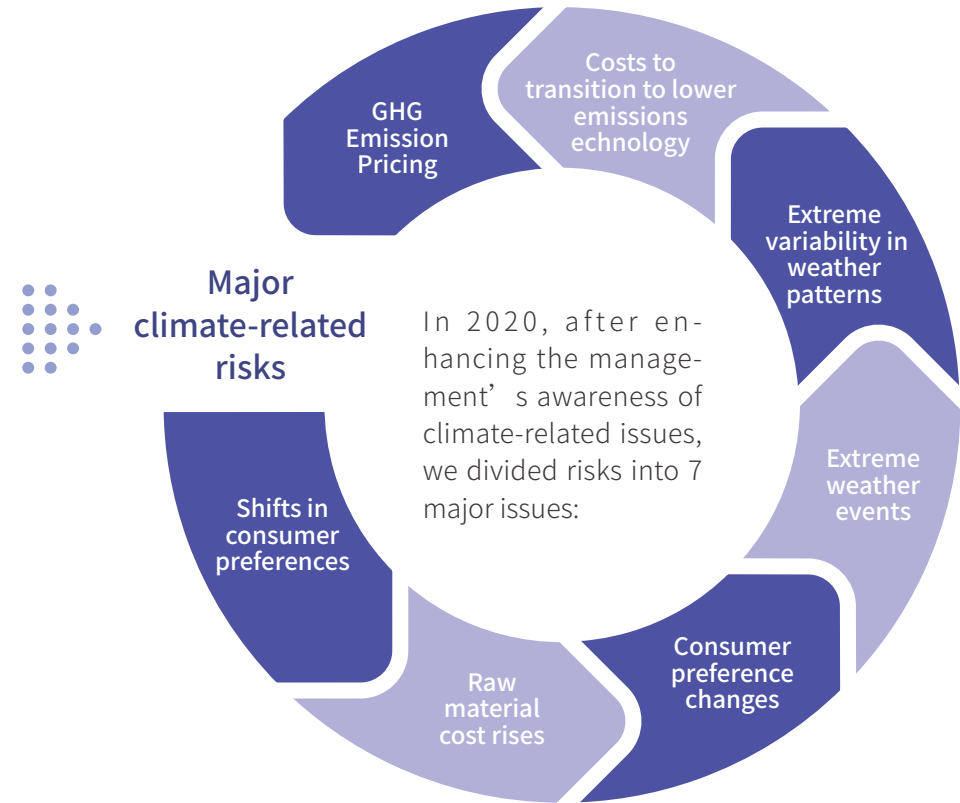 Major
climate-related
risks
In 2020, after en-
hancing the manage-
ment’ s awareness of
climate-related issues,
we divided risks into 7
major issues:
GHG
Emission
Pricing
Costs to
transition to lower
emissions
echnology
Extreme
variability in
weather
patterns
Extreme
weather
events
Consumer
preference
changes
Raw
material
cost rises
Shifts in
consumer
preferences